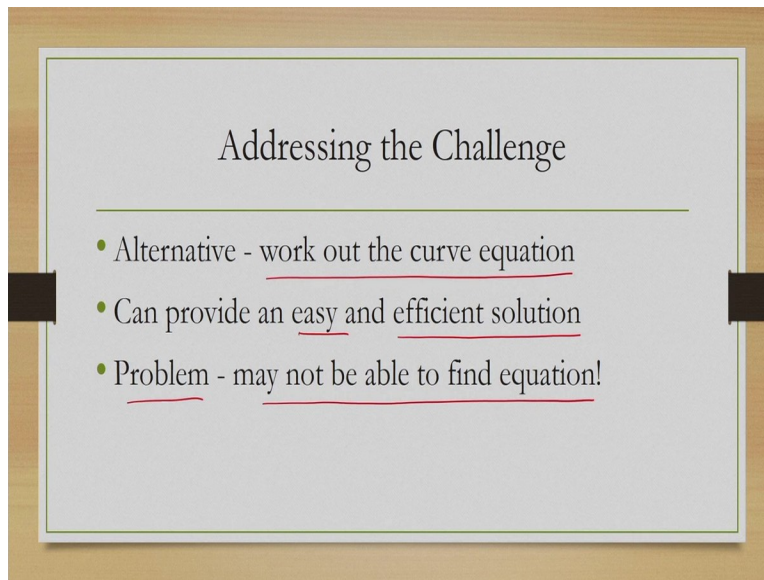 Addressing the Challenge
• Alternative - work out the curve equation
• Can provide an easy and efficient solution
• Problem - may not be able to find equation!